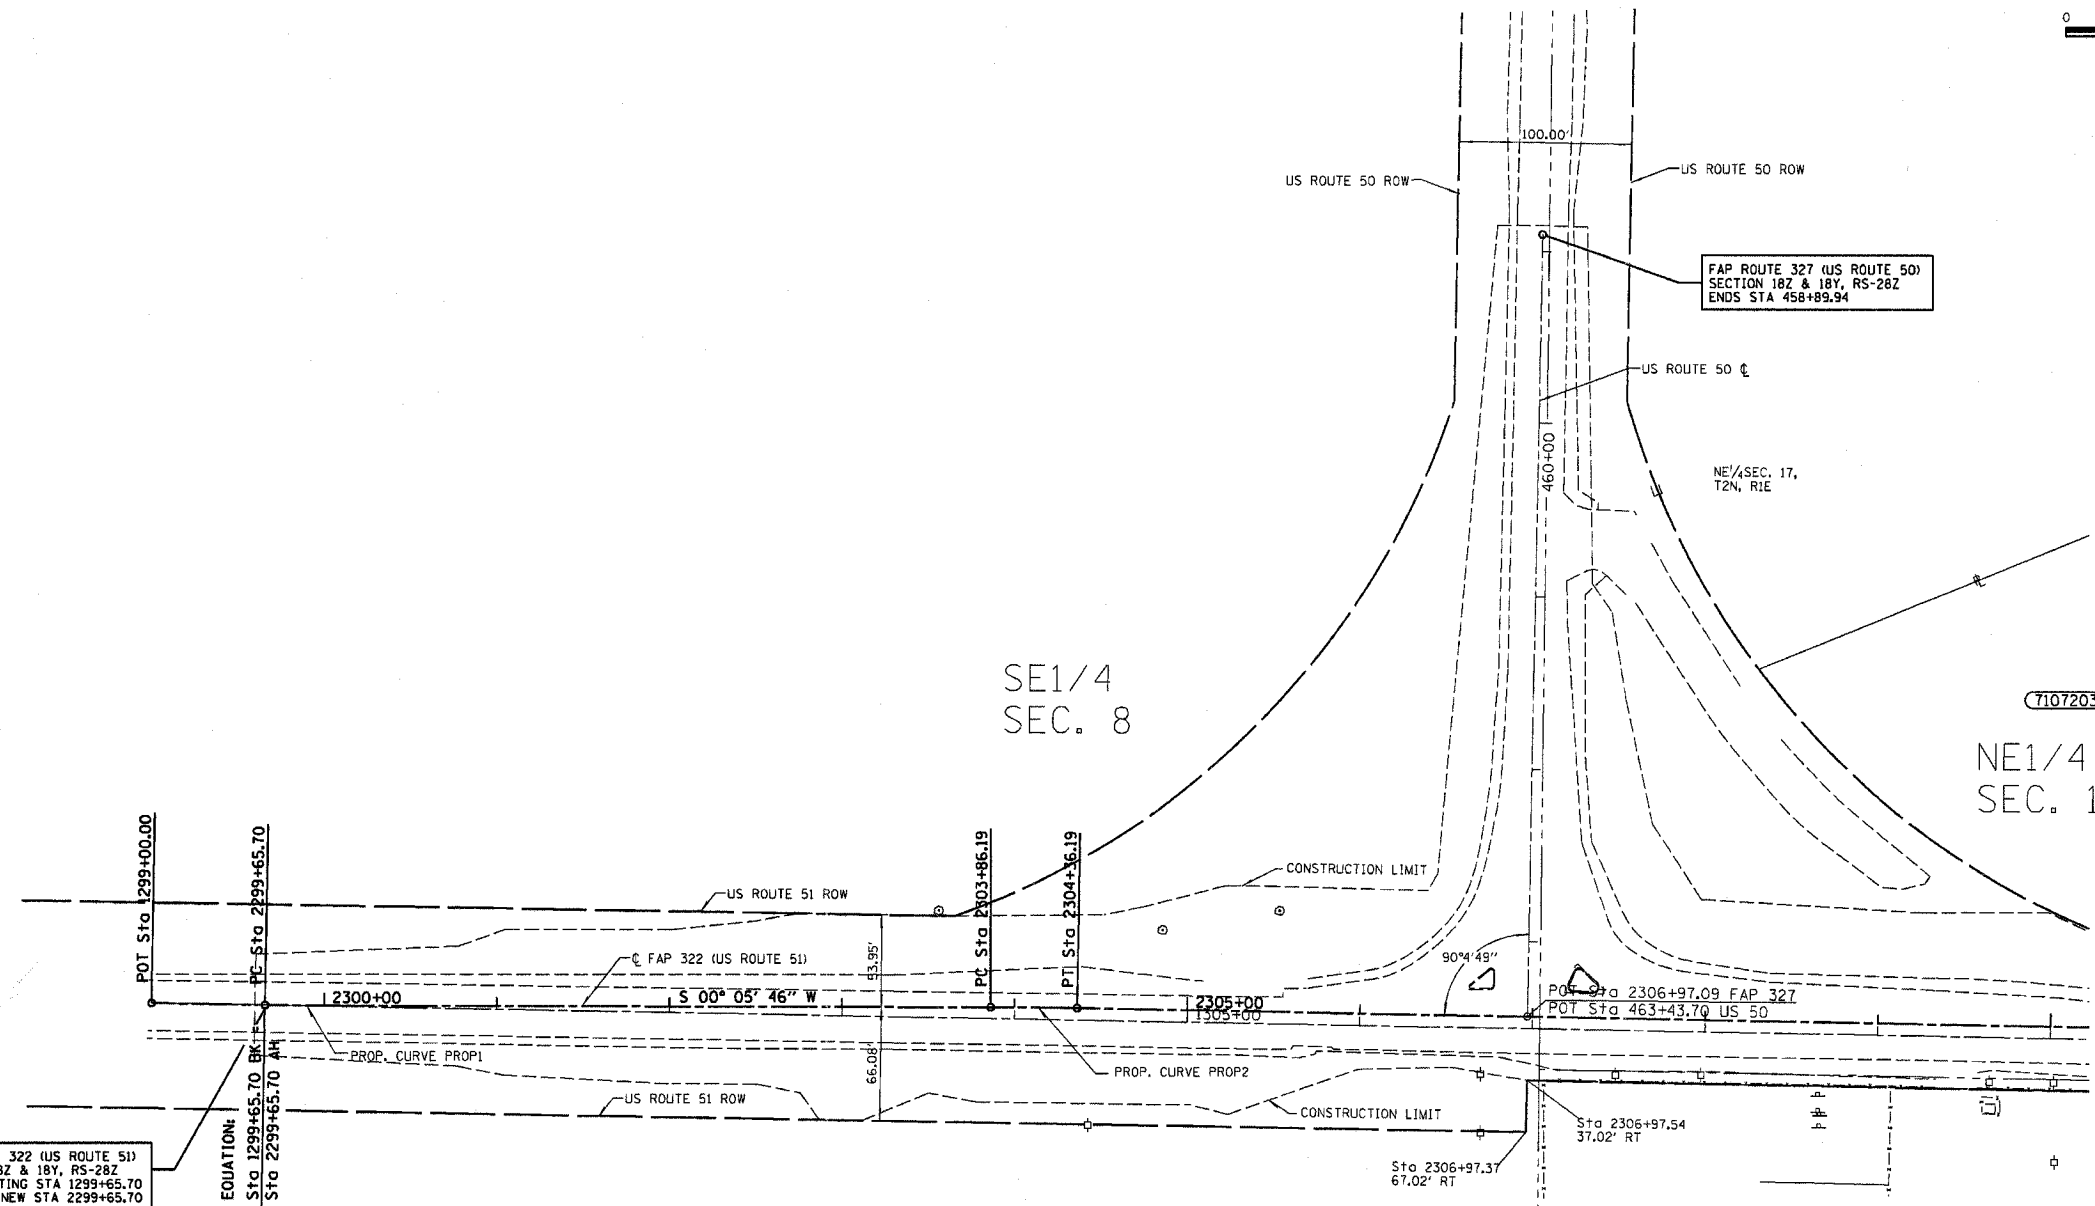 0
100.00'
US ROUTE 50 ROW
US ROUTE 50 ROW
FAP ROUTE 327 (US ROUTE 50)
SECTION 18Z & 18Y, RS-28Z
ENDS STA 458+89.94
US ROUTE 50 ℄
460+00
NE1/4 SEC. 17,
T2N, R1E
SE1/4
SEC. 8
7107203
NE1/4
SEC. 1
POT Sta 1299+00.00
PC Sta 2299+65.70
PC Sta 2303+86.19
PT Sta 2304+36.19
US ROUTE 51 ROW
CONSTRUCTION LIMIT
53.95'
℄ FAP 322 (US ROUTE 51)
90°4'49"
2300+00
S 00° 05' 46" W
2305+00
1305+00
POT Sta 2306+97.09 FAP 327
POT Sta 463+43.70 US 50
PROP. CURVE PROP1
PROP. CURVE PROP2
66.08'
US ROUTE 51 ROW
CONSTRUCTION LIMIT
Sta 2306+97.54
37.02' RT
Sta 2306+97.37
67.02' RT
EQUATION:
Sta 1299+65.70 BK =
Sta 2299+65.70 AH
322 (US ROUTE 51)
8Z & 18Y, RS-28Z
TING STA 1299+65.70
NEW STA 2299+65.70